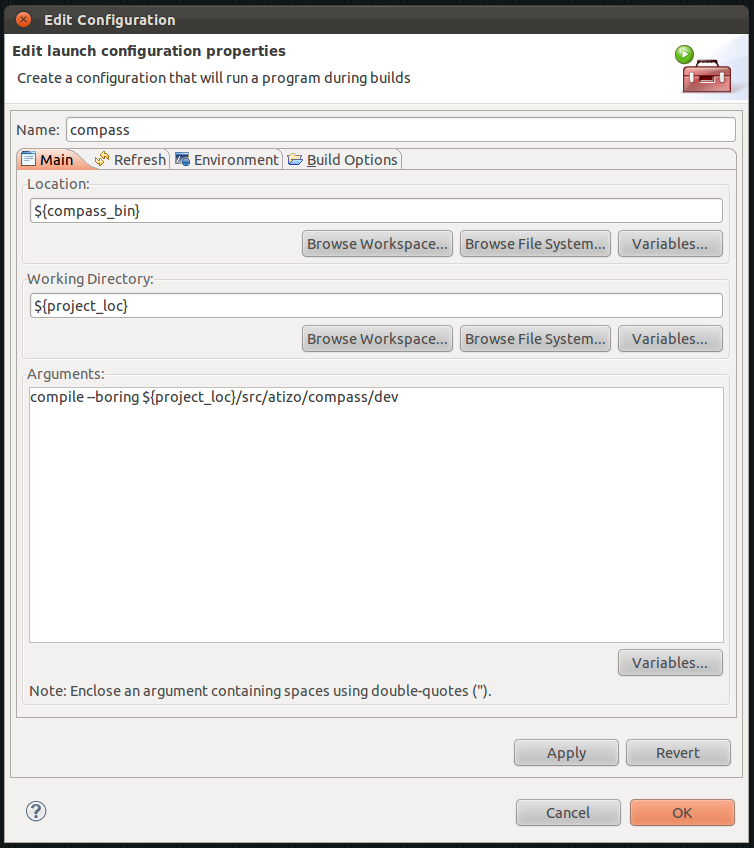 Edit Configuration
Edit launch configuration properties
Create a configuration that will run a program during builds
Name: compass
Main Refresh Environment Build Options
Location:
${compass_bin}
Browse Workspace... Browse File System... Variables...
Working Directory:
${project_loc}
Browse Workspace... Browse File System... Variables...
Arguments:
compile --boring ${project_loc}/src/atizo/compass/dev
Variables...
Note: Enclose an argument containing spaces using double-quotes (").
Apply Revert
? Cancel OK